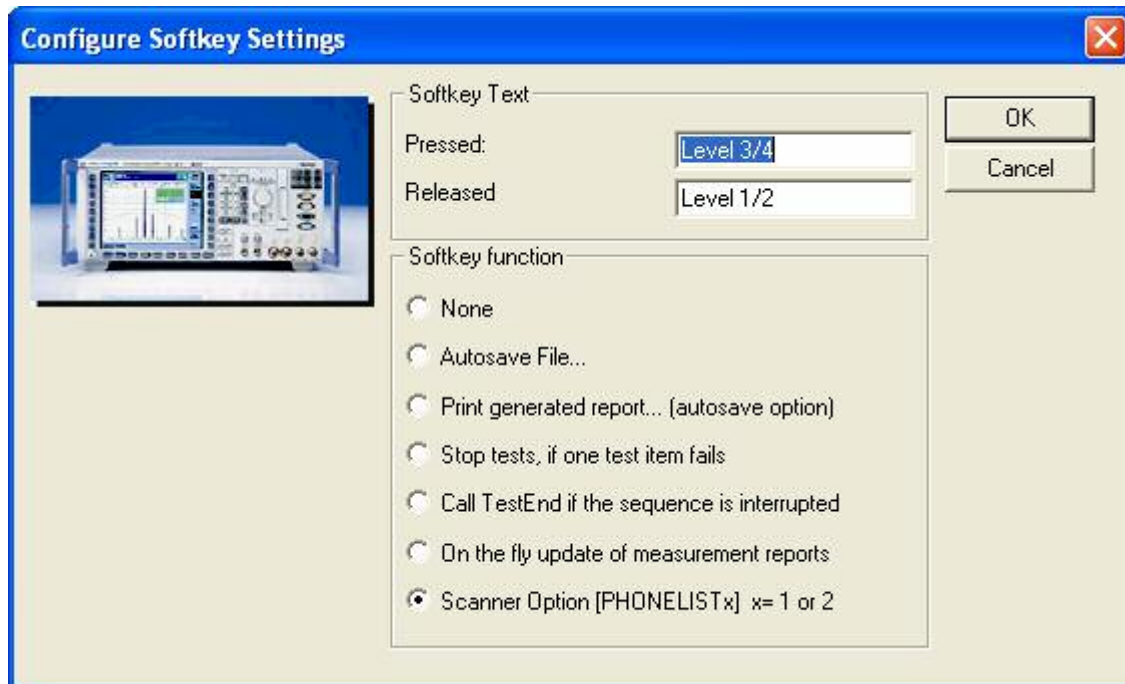 Configure Softkey Settings
Softkey Text
Pressed:
Level 3/4
Released
Level 1/2
OK
Cancel
Softkey function
None
Autosave File...
Print generated report... (autosave option)
Stop tests, if one test item fails
Call TestEnd if the sequence is interrupted
On the fly update of measurement reports
Scanner Option [PHONELISTx] x= 1 or 2